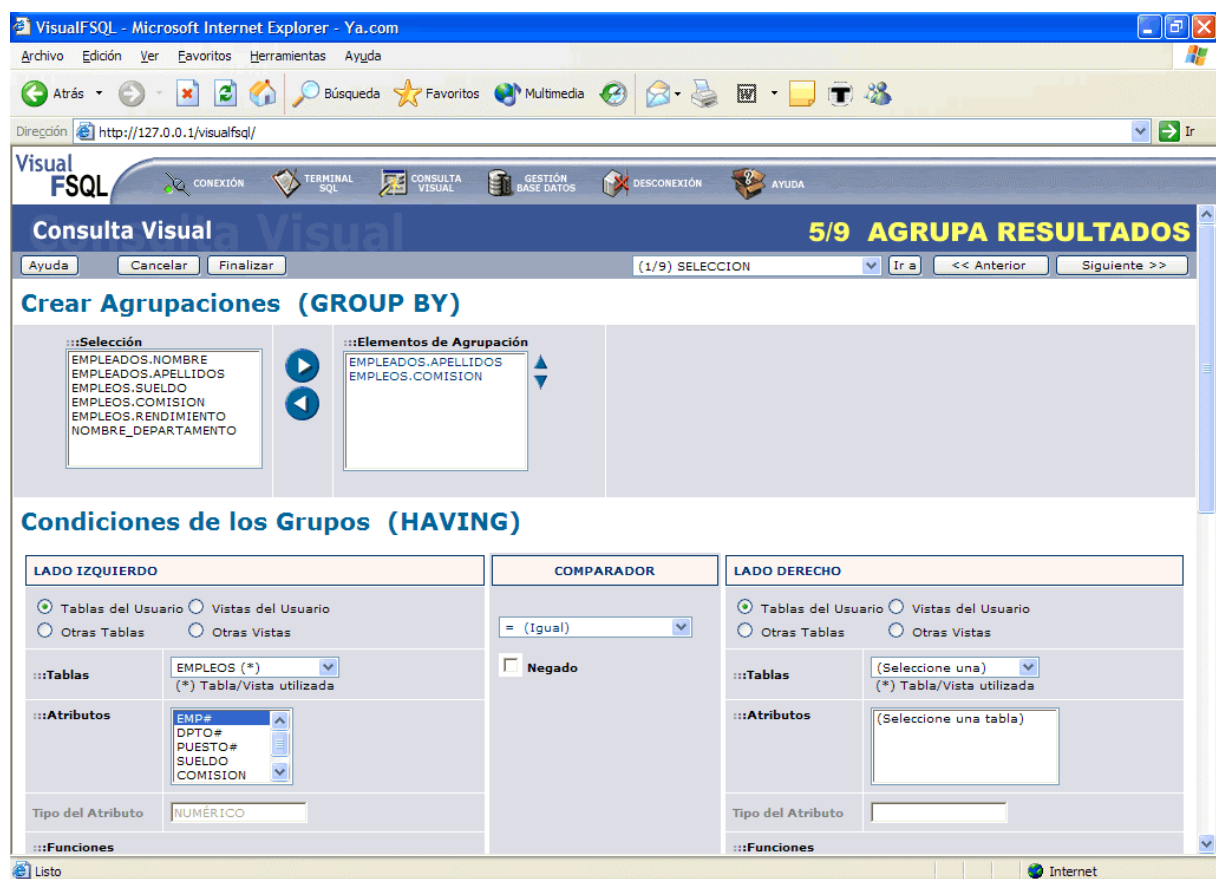 VisualFSQL - Microsoft Internet Explorer - Ya.com
Archivo Edición Ver Favoritos Herramientas Ayuda
Atrás Búsqueda Favoritos Multimedia
Dirección http://127.0.0.1/visualfsql/ Ir
Visual FSQL CONEXIÓN TERMINAL SQL CONSULTA VISUAL GESTIÓN BASE DATOS DESCONEXIÓN AYUDA
Consulta Visual
Consulta Visual 5/9 AGRUPA RESULTADOS
Ayuda Cancelar Finalizar (1/9) SELECCION Ir a << Anterior Siguiente >>
Crear Agrupaciones (GROUP BY)
:::Selección
EMPLEADOS.NOMBRE
EMPLEADOS.APELLIDOS
EMPLEOS.SUELDO
EMPLEOS.COMISION
EMPLEOS.RENDIMIENTO
NOMBRE_DEPARTAMENTO
:::Elementos de Agrupación
EMPLEADOS.APELLIDOS
EMPLEOS.COMISION
Condiciones de los Grupos (HAVING)
LADO IZQUIERDO
Tablas del Usuario Vistas del Usuario
Otras Tablas Otras Vistas
:::Tablas EMPLEOS (*)
(*) Tabla/Vista utilizada
:::Atributos EMP#
DPTO#
PUESTO#
SUELDO
COMISION
Tipo del Atributo NUMÉRICO
:::Funciones
COMPARADOR
= (Igual)
Negado
LADO DERECHO
Tablas del Usuario Vistas del Usuario
Otras Tablas Otras Vistas
:::Tablas (Seleccione una)
(*) Tabla/Vista utilizada
:::Atributos (Seleccione una tabla)
Tipo del Atributo
:::Funciones
Listo Internet